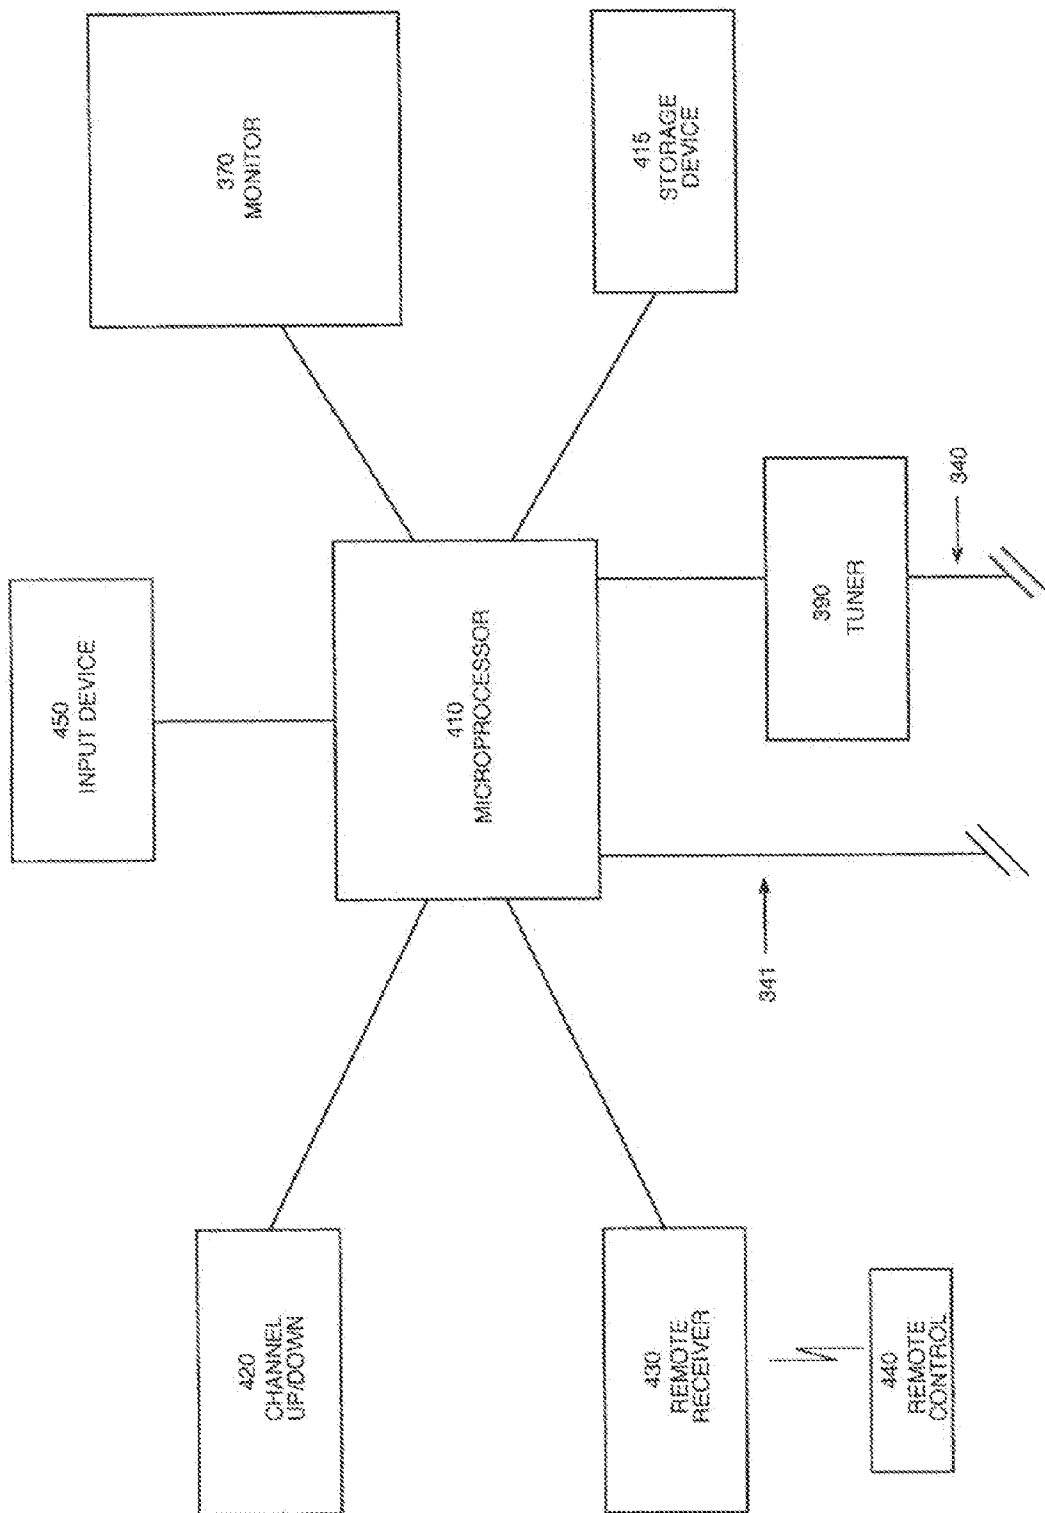 420
CHANNEL
UP/DOWN
450
INPUT DEVICE
370
MONITOR
410
MICROPROCESSOR
430
REMOTE
RECEIVER
415
STORAGE
DEVICE
440
REMOTE
CONTROL
341
390
TUNER
340